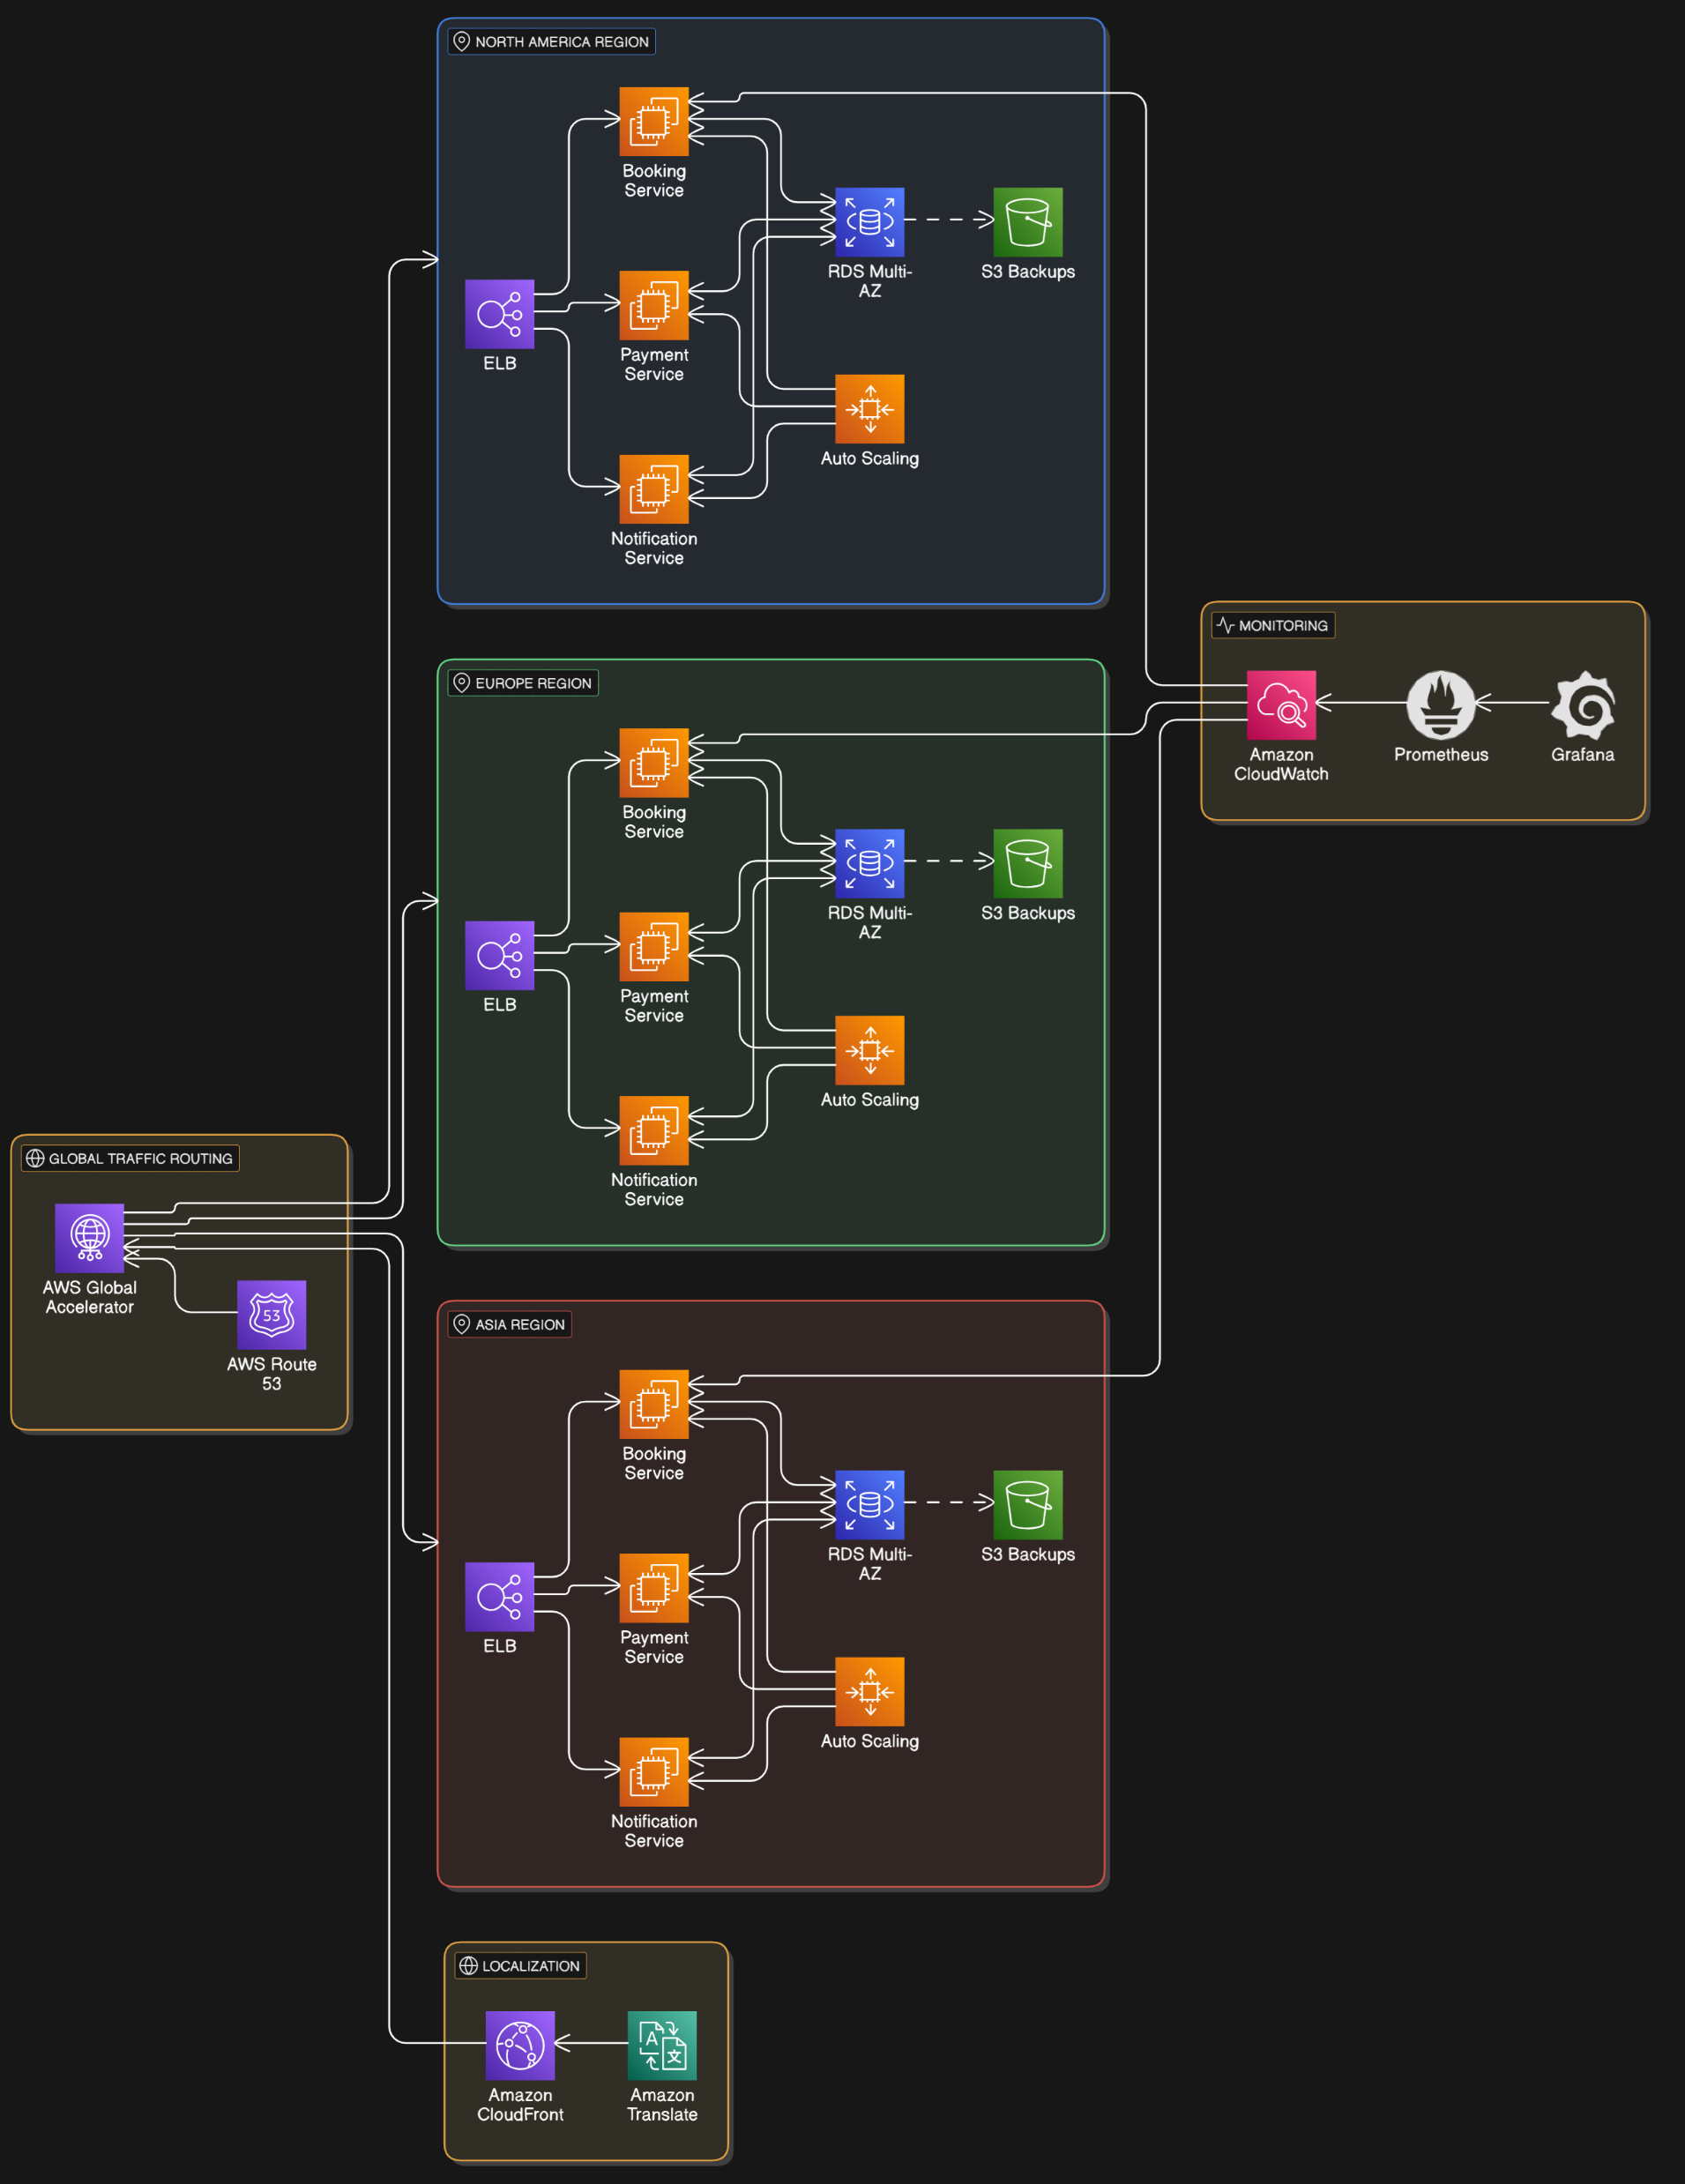 NORTH AMERICA REGION
Booking
Service
RDS Multi-
AZ
S3 Backups
ELB
Payment
Service
Auto Scaling
Notification
Service
MONITORING
Amazon
CloudWatch
Prometheus
Grafana
EUROPE REGION
Booking
Service
RDS Multi-
AZ
S3 Backups
ELB
Payment
Service
Auto Scaling
Notification
Service
GLOBAL TRAFFIC ROUTING
AWS Global
Accelerator
53
AWS Route
53
ASIA REGION
Booking
Service
RDS Multi-
AZ
S3 Backups
ELB
Payment
Service
Auto Scaling
Notification
Service
LOCALIZATION
A
文
Amazon
CloudFront
Amazon
Translate